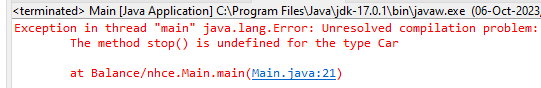 <terminated> Main [Java Application] C:\Program Files\Java\jdk-17.0.1\bin\javaw.exe (06-Oct-2023,
Exception in thread "main" java.lang.Error: Unresolved compilation problem:
The method stop() is undefined for the type Car
at Balance/nhce.Main.main(Main.java:21)